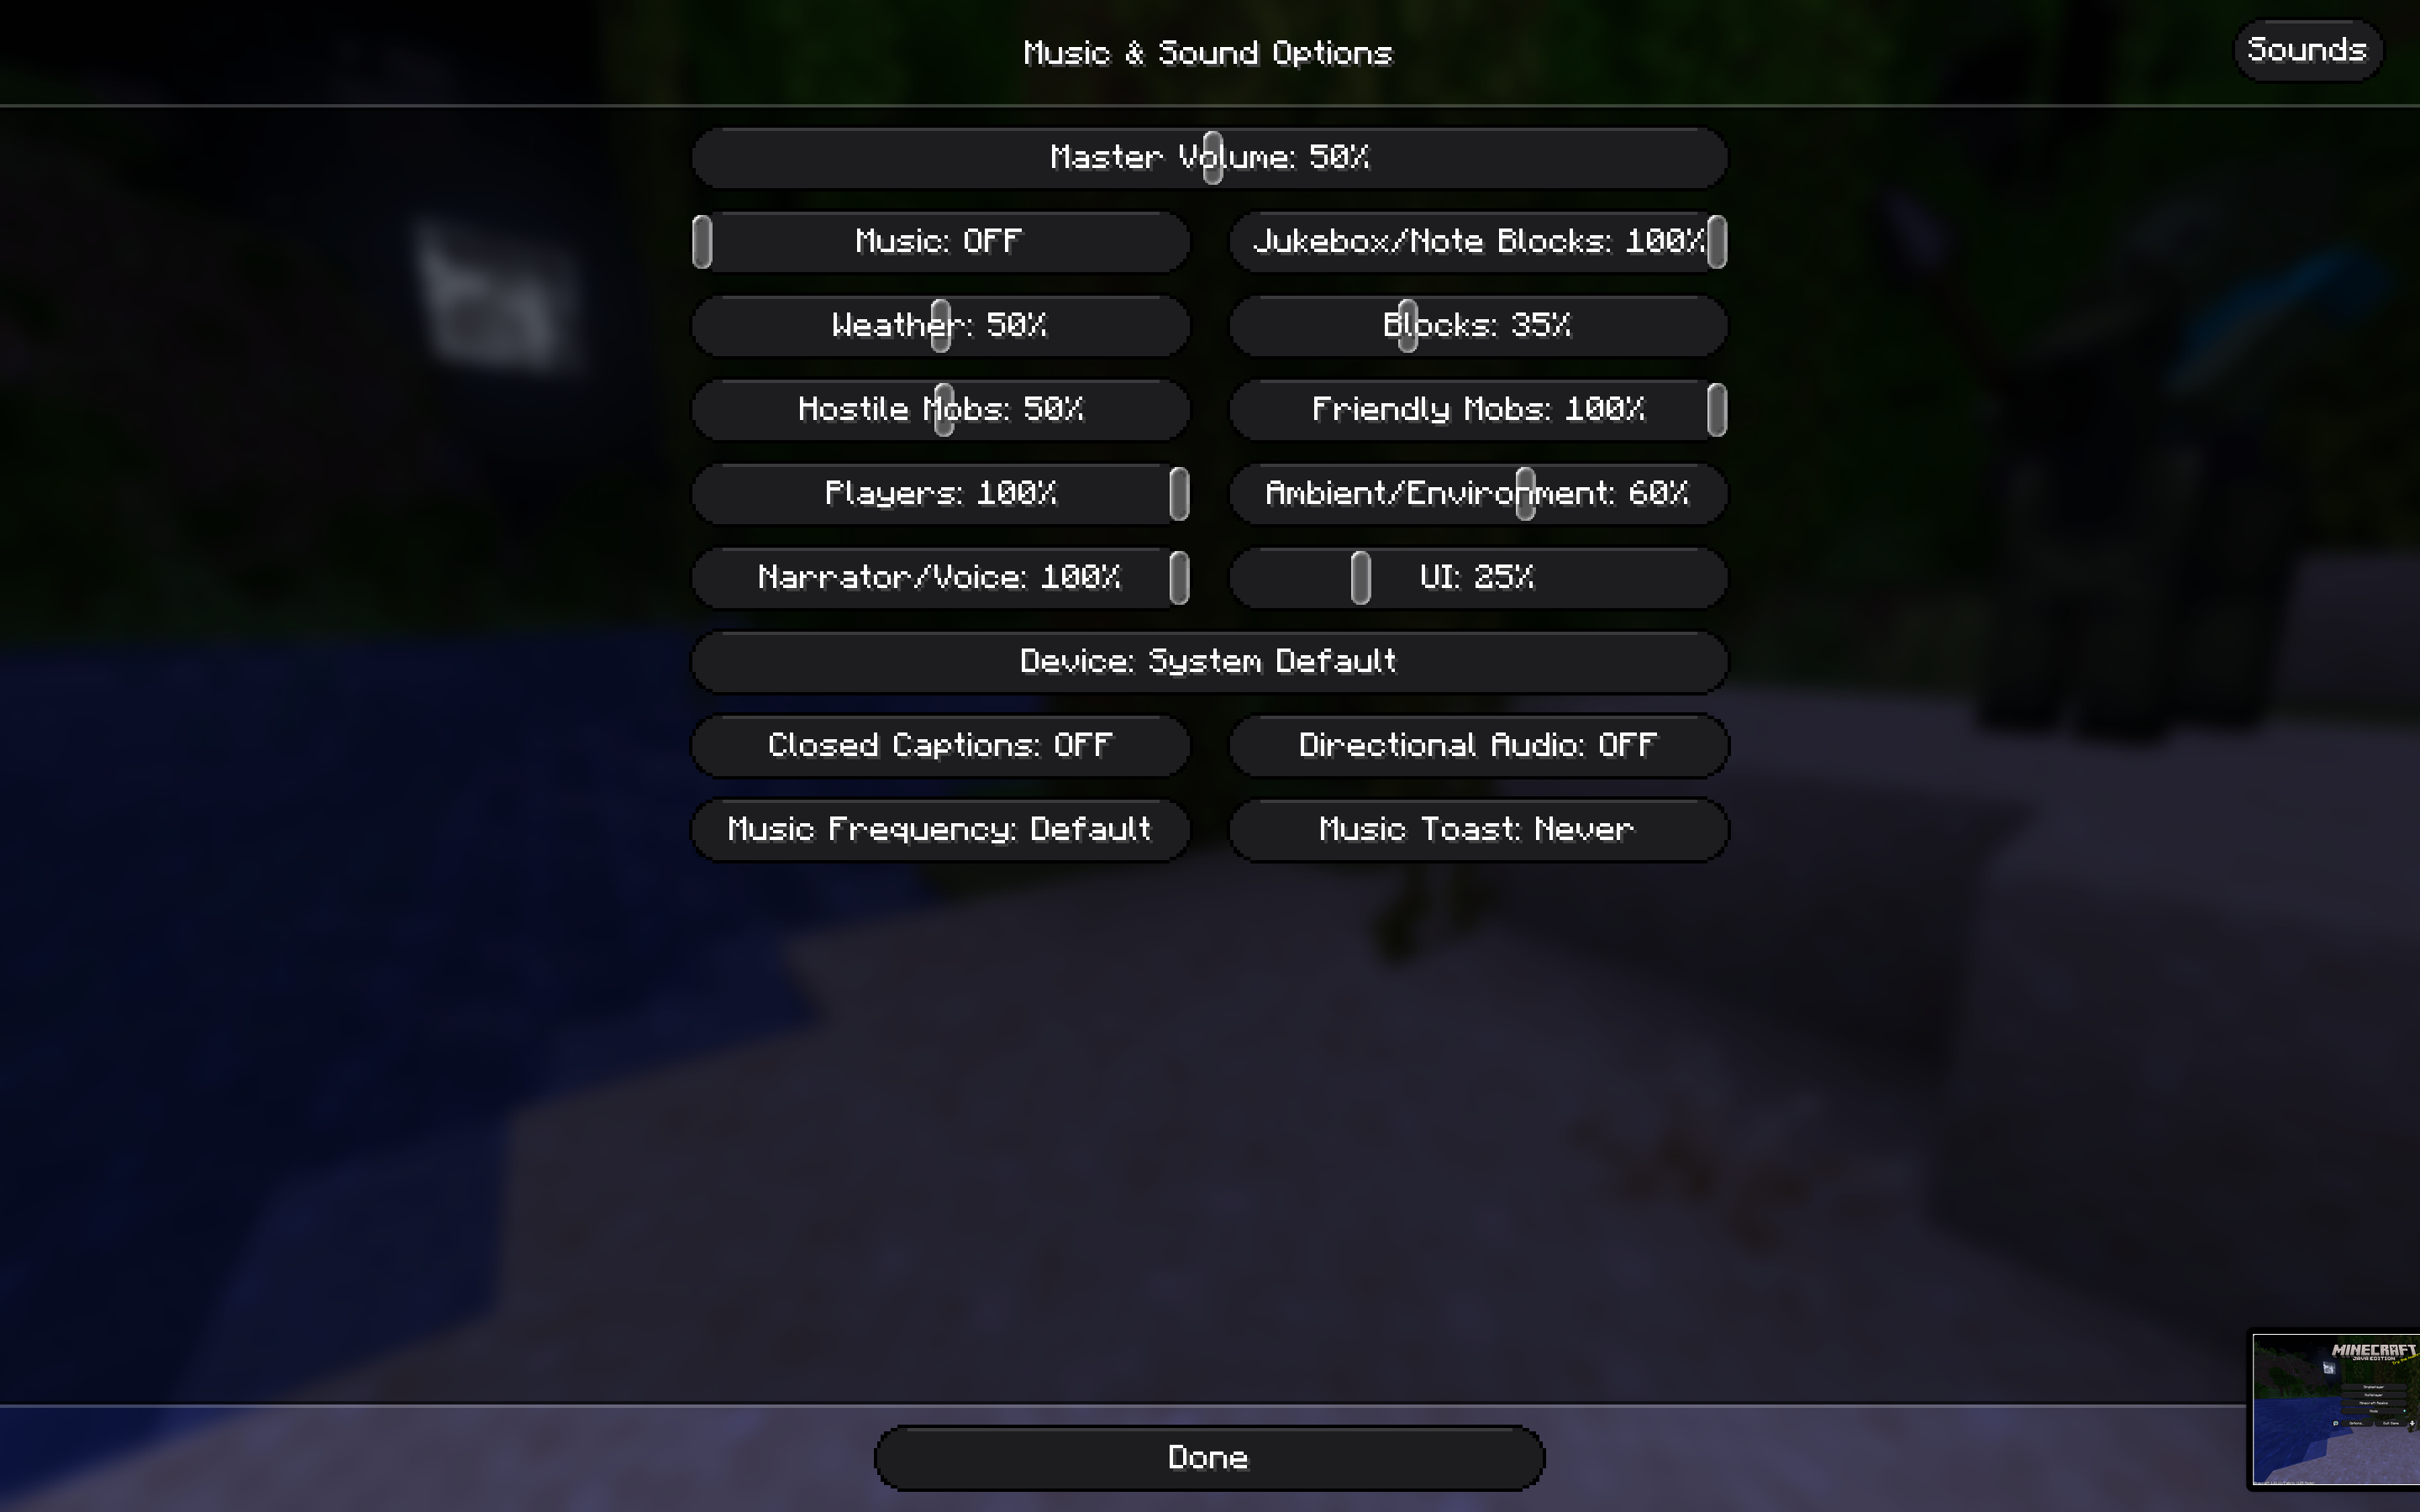 Music & Sound Options
Sounds
Master Volume: 50%
Music: OFF
Jukebox/Note Blocks: 100%
Weather: 50%
Blocks: 35%
Hostile Mobs: 50%
Friendly Mobs: 100%
Players: 100%
Ambient/Environment: 60%
Narrator/Voice: 100%
UI: 25%
Device: System Default
Closed Captions: OFF
Directional Audio: OFF
Music Frequency: Default
Music Toast: Never
MINECRAFT
JAVA EDITION
Done